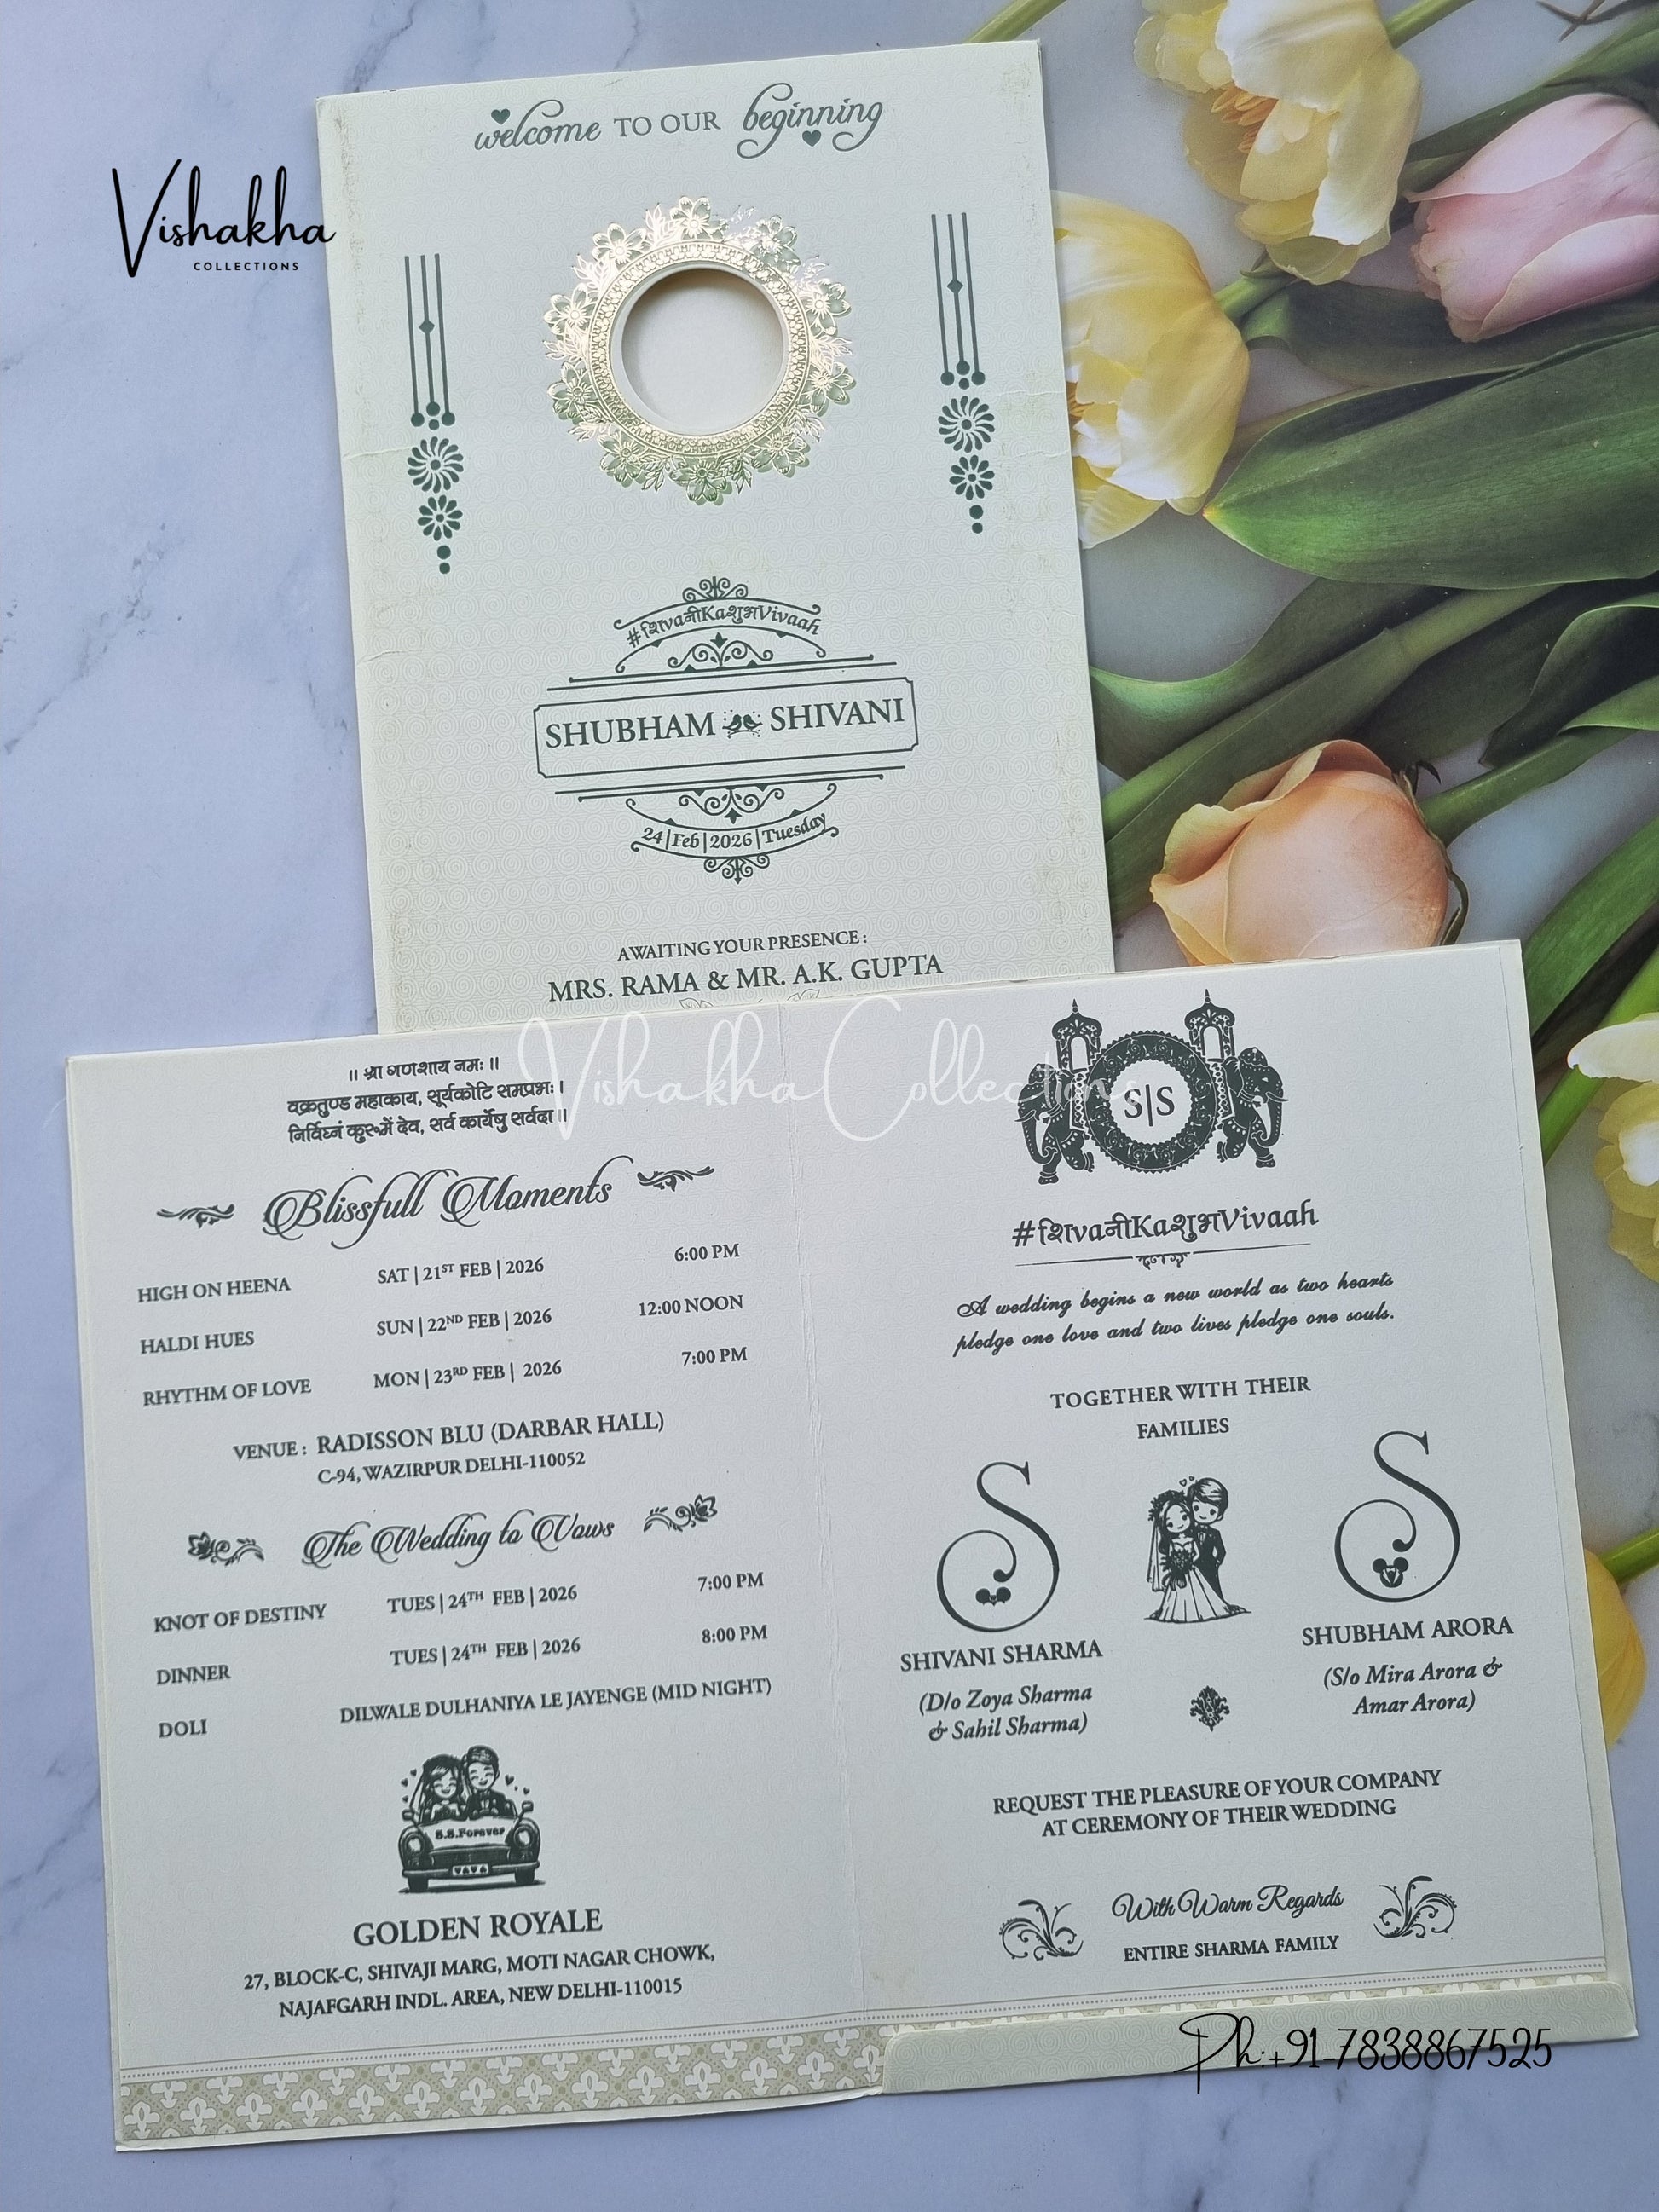 Vishakha
COLLECTIONS
welcome TO OUR beginning
#शिvaनीKaशुभVivaah
SHUBHAM SHIVANI
24|Feb|2026|Tuesday
AWAITING YOUR PRESENCE :
MRS. RAMA & MR. A.K. GUPTA
Vishakha Collections
॥ श्री गणशाय नमः ॥
वक्रतुण्ड महाकाय, सूर्यकोटि समप्रभः।
निर्विघ्नं कुरूमें देव, सर्व कार्येषु सर्वदा॥
Blissfull Moments
HIGH ON HEENA SAT | 21ST FEB | 2026 6:00 PM
HALDI HUES SUN | 22ND FEB | 2026 12:00 NOON
RHYTHM OF LOVE MON | 23RD FEB | 2026 7:00 PM
VENUE : RADISSON BLU (DARBAR HALL)
C-94, WAZIRPUR DELHI-110052
The Wedding to Vows
KNOT OF DESTINY TUES | 24TH FEB | 2026 7:00 PM
DINNER TUES | 24TH FEB | 2026 8:00 PM
DOLI DILWALE DULHANIYA LE JAYENGE (MID NIGHT)
S.S.Forever
GOLDEN ROYALE
27, BLOCK-C, SHIVAJI MARG, MOTI NAGAR CHOWK,
NAJAFGARH INDL. AREA, NEW DELHI-110015
S|S
#शिvaनीKaशुभVivaah
A wedding begins a new world as two hearts
pledge one love and two lives pledge one souls.
TOGETHER WITH THEIR
FAMILIES
S
SHIVANI SHARMA
(D/o Zoya Sharma
& Sahil Sharma)
S
SHUBHAM ARORA
(S/o Mira Arora &
Amar Arora)
REQUEST THE PLEASURE OF YOUR COMPANY
AT CEREMONY OF THEIR WEDDING
With Warm Regards
ENTIRE SHARMA FAMILY
Ph:+91-7838867525